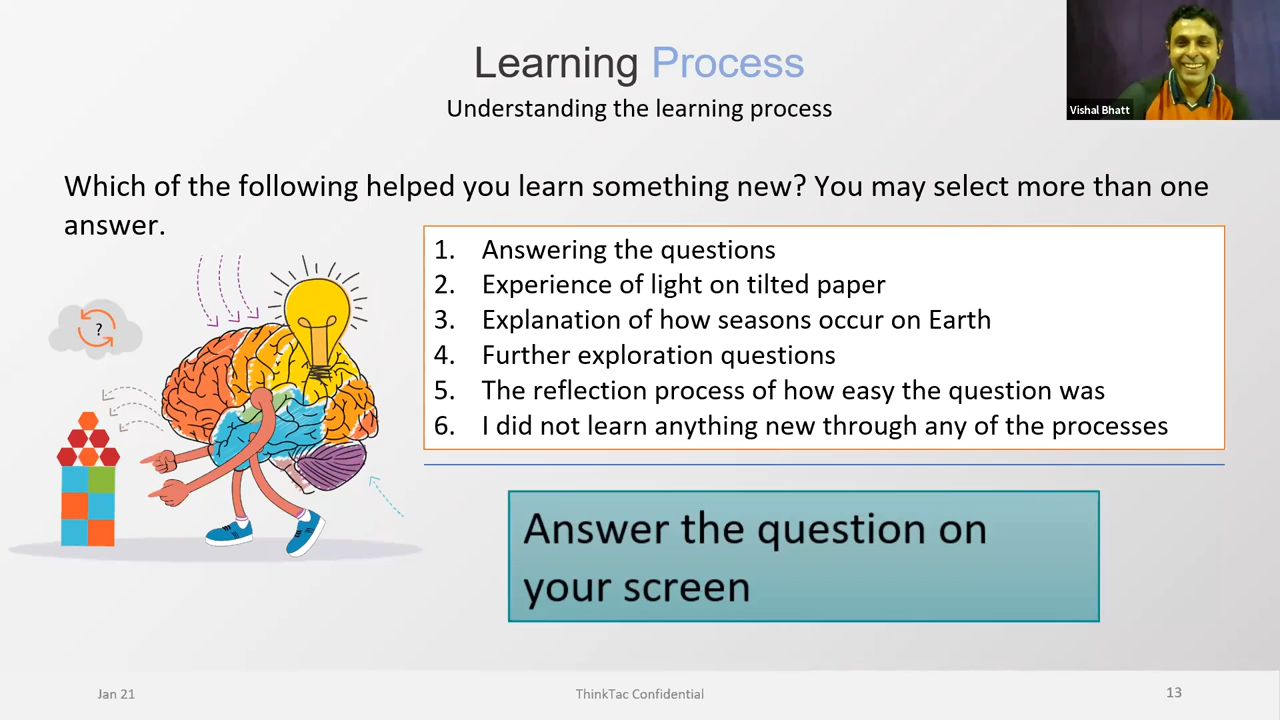 Learning Process
Understanding the learning process
Vishal Bhatt
Which of the following helped you learn something new? You may select more than one
answer.
1. Answering the questions
2. Experience of light on tilted paper
3. Explanation of how seasons occur on Earth
4. Further exploration questions
5. The reflection process of how easy the question was
6. I did not learn anything new through any of the processes
?
Answer the question on
your screen
Jan 21
ThinkTac Confidential
13